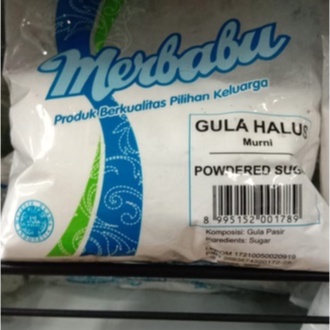 Merbabu
Produk Berkualitas Pilihan Keluarga
GULA HALUS
Murni
POWDERED SUG
8 995152 001789
Komposisi: Gula Pasir
Ingredients: Sugar